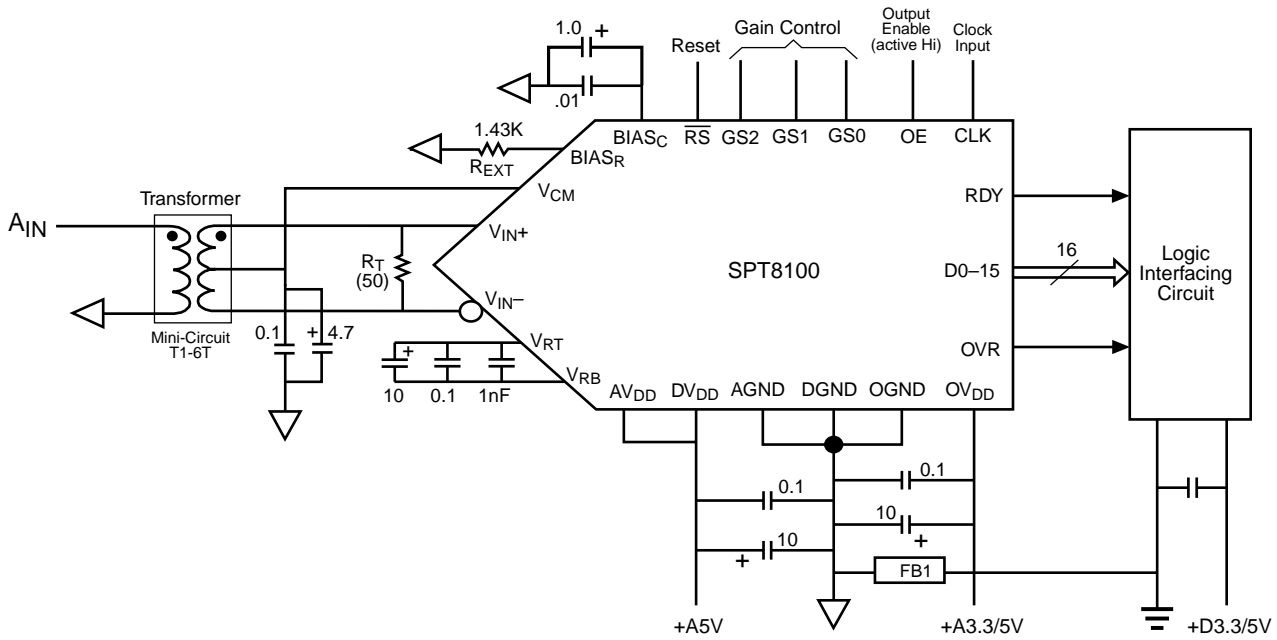 1.0 +
.01
Reset
Gain Control
Output
Enable
(active Hi)
Clock
Input
BIASC
RS
GS2
GS1
GS0
OE
CLK
1.43K
REXT
BIASR
VCM
Transformer
AIN
VIN+
RT
(50)
VIN–
Mini-Circuit
T1-6T
0.1
+ 4.7
VRT
VRB
+
10
0.1
1nF
SPT8100
RDY
16
D0–15
OVR
Logic
Interfacing
Circuit
AVDD
DVDD
AGND
DGND
OGND
OVDD
0.1
0.1
10
+
10
+
FB1
+A5V
+A3.3/5V
+D3.3/5V